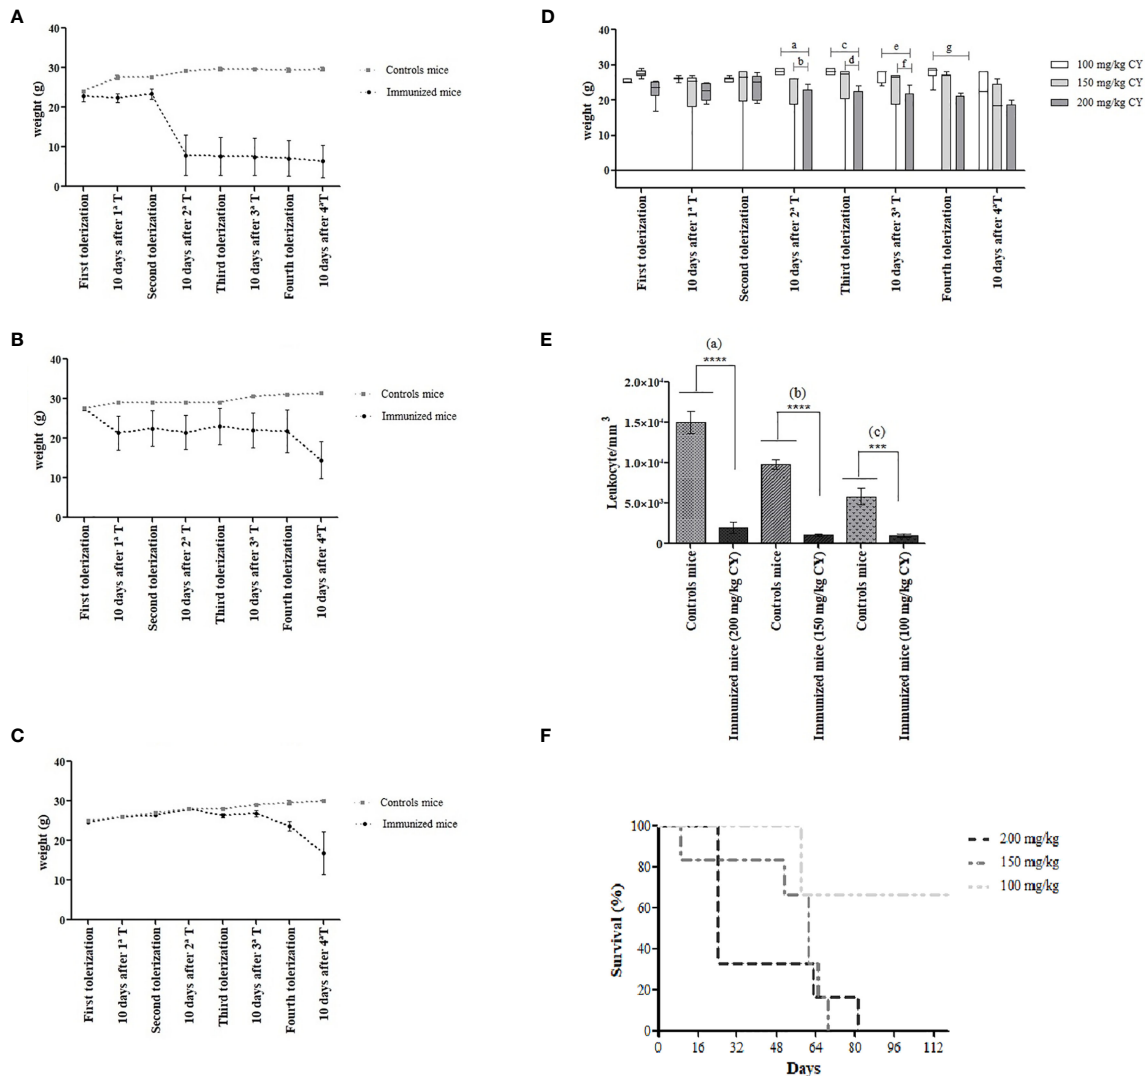 A
40
30
20
10
0
weight (g)
Controls mice
Immunized mice
First tolerization
10 days after 1ª T
Second tolerization
10 days after 2ª T
Third tolerization
10 days after 3ª T
Fourth tolerization
10 days after 4ªT
B
40
30
20
10
0
weight (g)
Controls mice
Immunized mice
First tolerization
10 days after 1ª T
Second tolerization
10 days after 2ª T
Third tolerization
10 days after 3ª T
Fourth tolerization
10 days after 4ªT
C
40
30
20
10
0
weight (g)
Controls mice
Immunized mice
First tolerization
10 days after 1ª T
Second tolerization
10 days after 2ª T
Third tolerization
10 days after 3ª T
Fourth tolerization
10 days after 4ªT
D
40
30
20
10
0
weight (g)
a
b
c
d
e
f
g
100 mg/kg CY
150 mg/kg CY
200 mg/kg CY
First tolerization
10 days after 1ª T
Second tolerization
10 days after 2ª T
Third tolerization
10 days after 3ª T
Fourth tolerization
10 days after 4ªT
E
(a)
****
(b)
****
(c)
***
2.0×10⁴
1.5×10⁴
1.0×10⁴
5.0×10³
0
Leukocyte/mm³
Controls mice
Immunized mice (200 mg/kg CY)
Controls mice
Immunized mice (150 mg/kg CY)
Controls mice
Immunized mice (100 mg/kg CY)
F
100
80
60
40
20
0
Survival (%)
200 mg/kg
150 mg/kg
100 mg/kg
0 16 32 48 64 80 96 112
Days